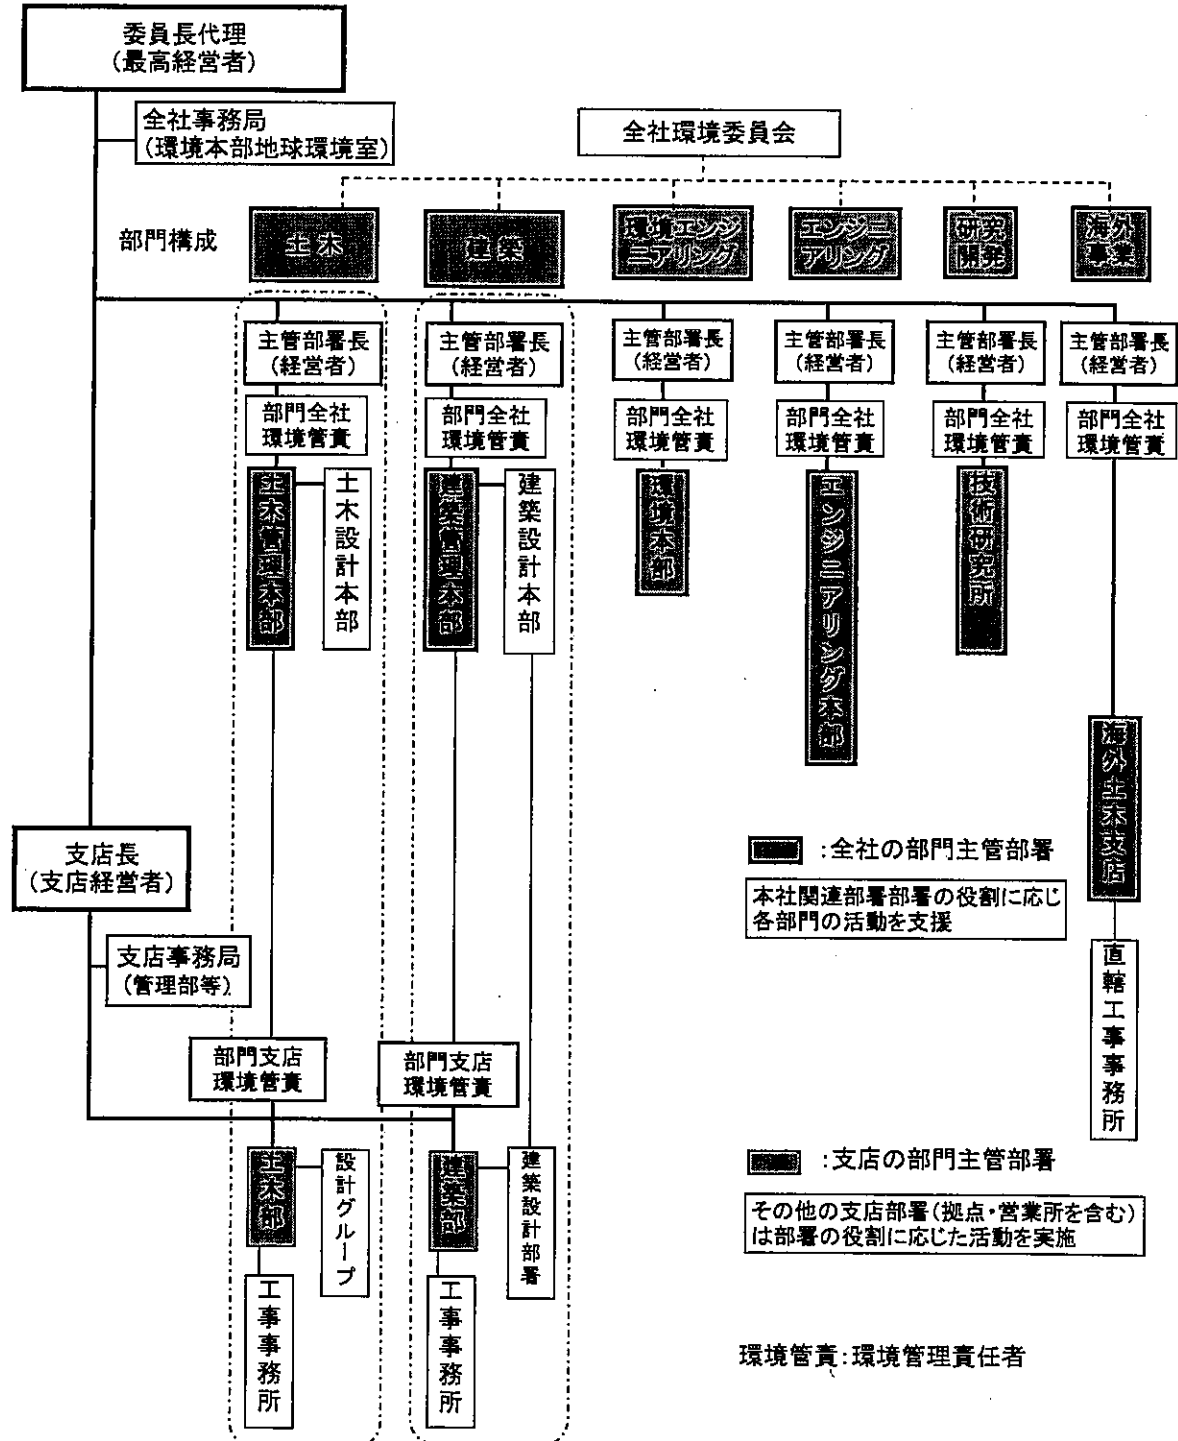 委員長代理
(最高経営者)
全社事務局
(環境本部地球環境室)
全社環境委員会
部門構成
土木
建築
環境エンジ
ニアリング
エンジニ
アリング
研究
開発
海外
事業
主管部署長
(経営者)
主管部署長
(経営者)
主管部署長
(経営者)
主管部署長
(経営者)
主管部署長
(経営者)
主管部署長
(経営者)
部門全社
環境管責
部門全社
環境管責
部門全社
環境管責
部門全社
環境管責
部門全社
環境管責
部門全社
環境管責
土木管理本部
土木設計本部
建築管理本部
建築設計本部
環境本部
エンジニアリング本部
技術研究所
海外土木支店
直轄工事事務所
支店長
(支店経営者)
支店事務局
(管理部等)
:全社の部門主管部署
本社関連部署部署の役割に応じ
各部門の活動を支援
部門支店
環境管責
部門支店
環境管責
土木部
設計グループ
工事事務所
建築部
建築設計部署
工事事務所
:支店の部門主管部署
その他の支店部署(拠点・営業所を含む)
は部署の役割に応じた活動を実施
環境管責:環境管理責任者